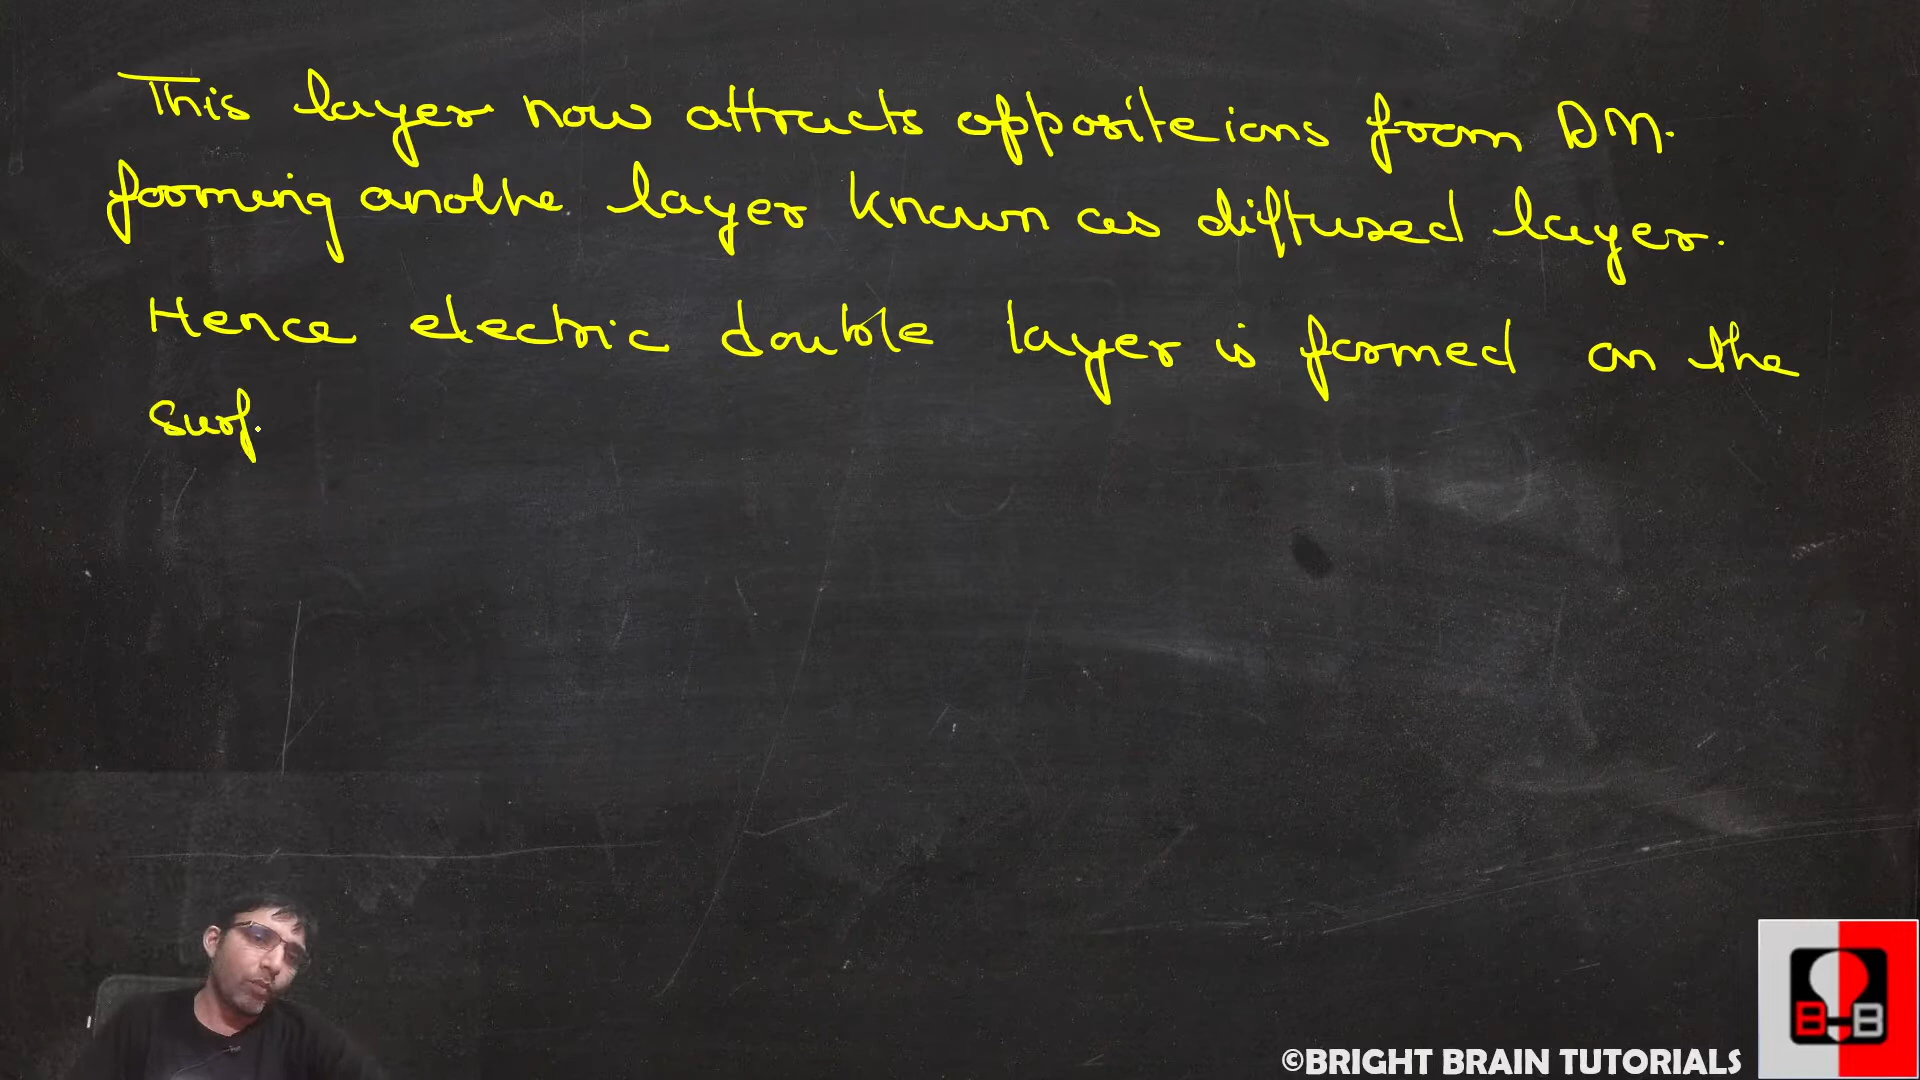 This layer now attracts opposite ions from DM.
forming anothe layer known as diffused layer.
Hence electric double layer is formed on the
surf.
B B
©BRIGHT BRAIN TUTORIALS